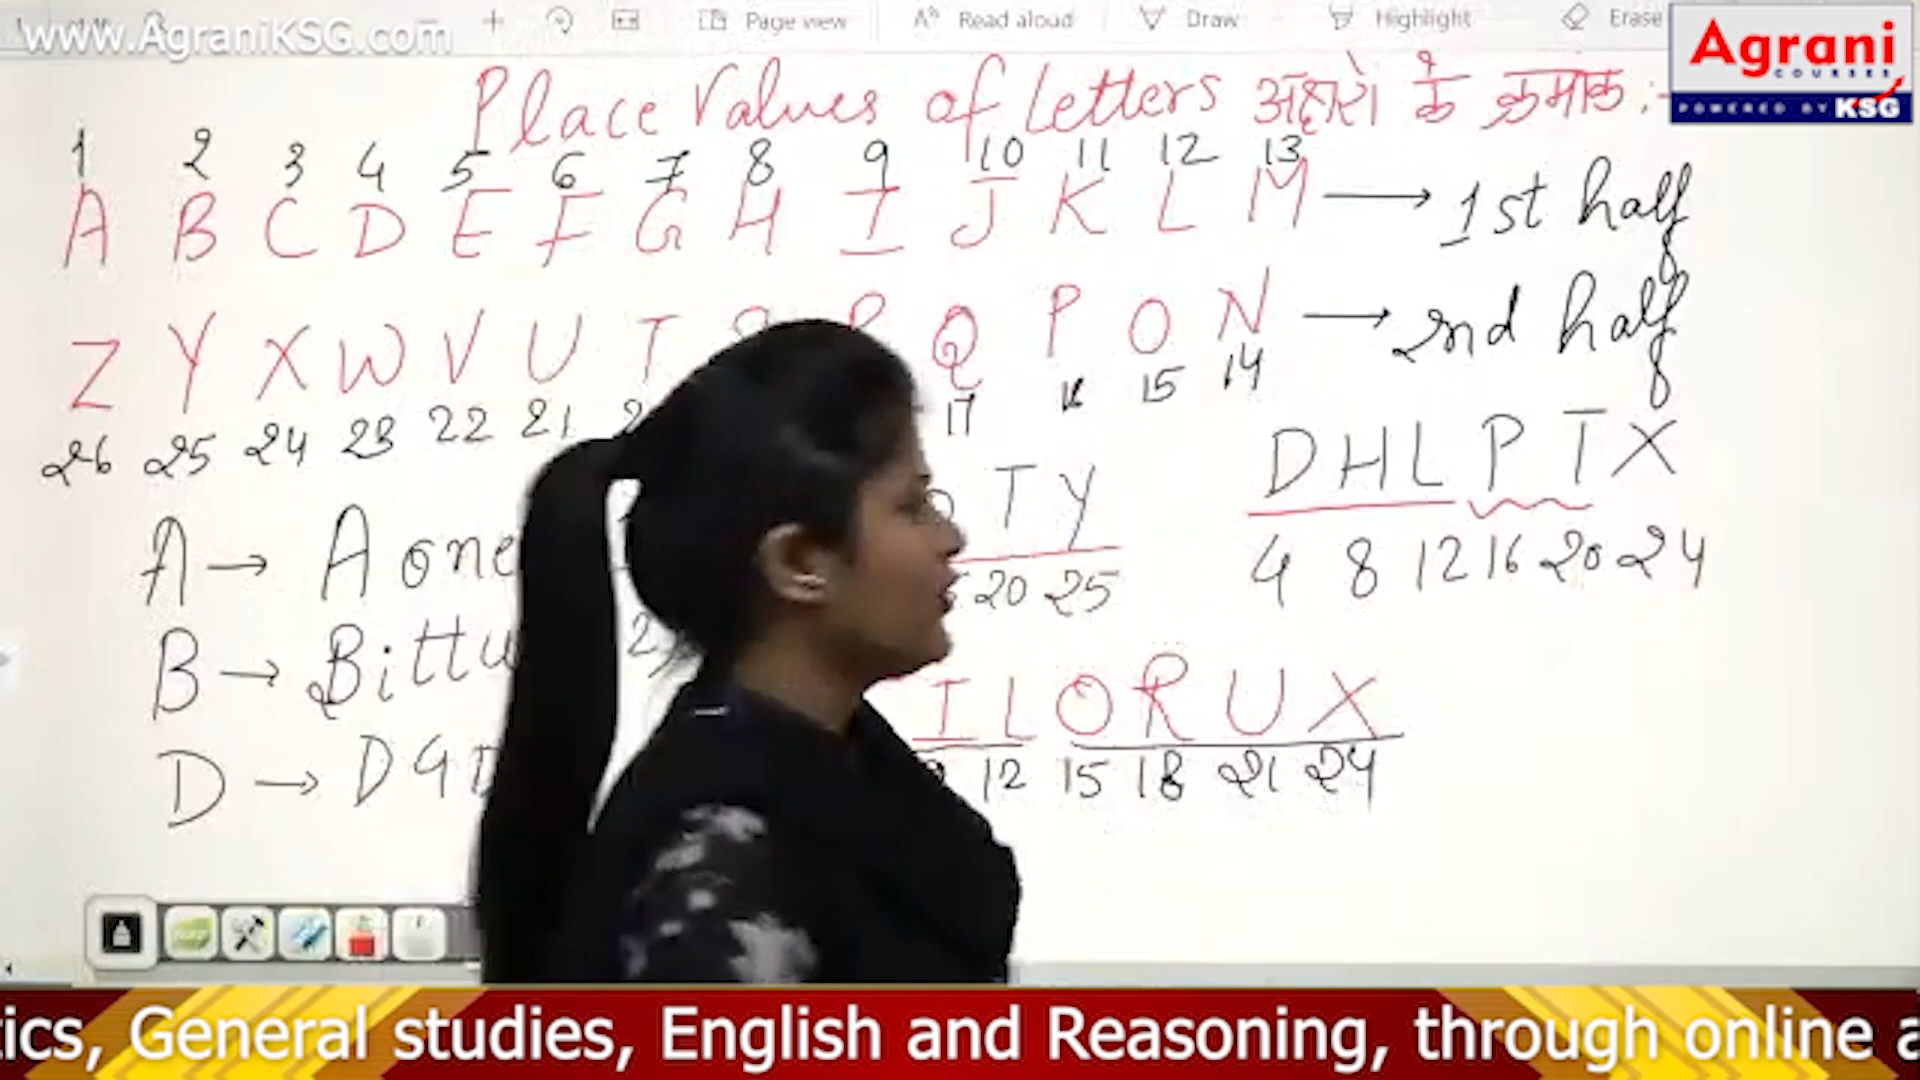 Page view Read aloud Draw Highlight Erase
www.AgraniKSG.com
Agrani
COURSES
POWERED BY KSG
Place Values of Letters अक्षरों के क्रमांक :-
1 2 3 4 5 6 7 8 9 10 11 12 13
A B C D E F G H I J K L M → 1st half
Z Y X W V U T Q P O N → 2nd half
26 25 24 23 22 21 17 15 14
A → A one
B → Bittu
D →
T Y
20 25
D H L P T X
4 8 12 16 20 24
I L O R U X
12 15 18 21 24
tics, General studies, English and Reasoning, through online a